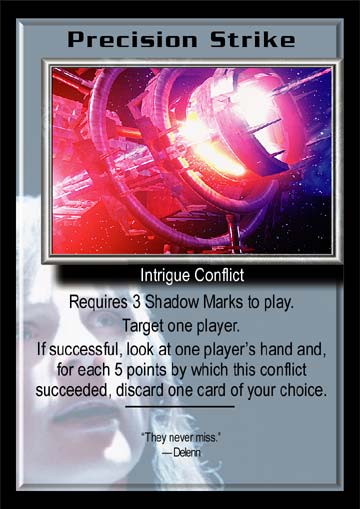 Precision Strike
Intrigue Conflict
Requires 3 Shadow Marks to play.
Target one player.
If successful, look at one player's hand and,
for each 5 points by which this conflict
succeeded, discard one card of your choice.
"They never miss."
—Delenn